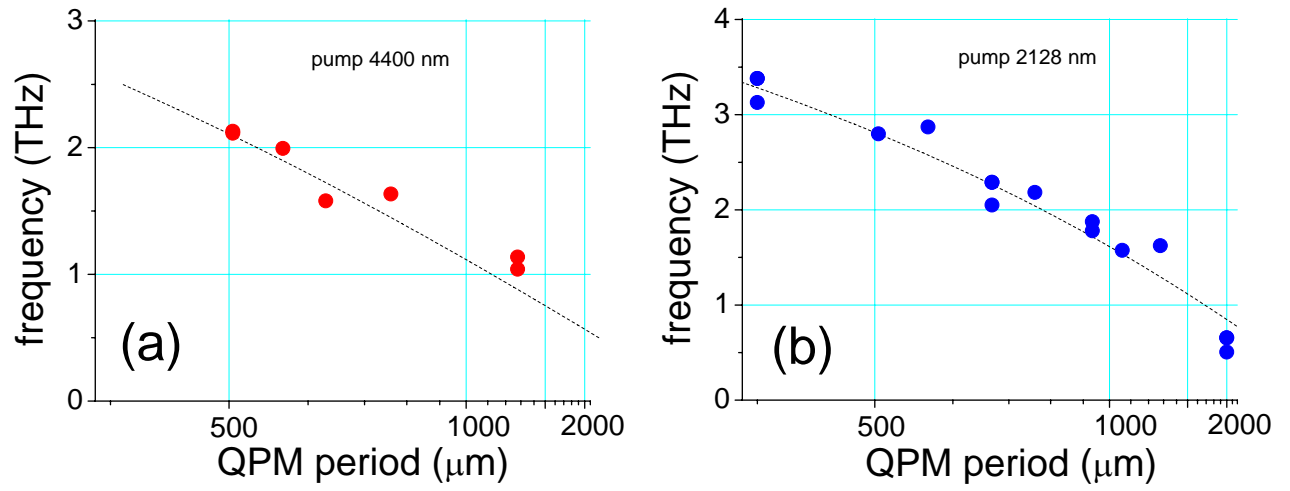 3
2
1
0
frequency (THz)
pump 4400 nm
(a)
500
1000
2000
QPM period (μm)
4
3
2
1
0
frequency (THz)
pump 2128 nm
(b)
500
1000
2000
QPM period (μm)